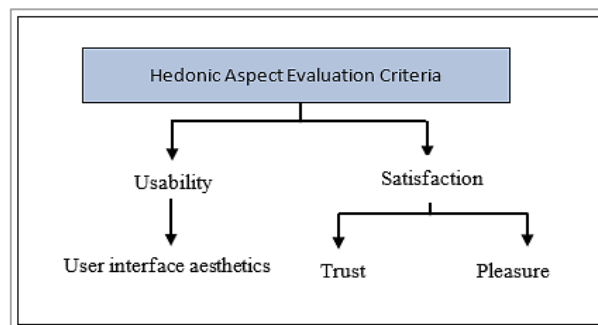 Hedonic Aspect Evaluation Criteria
Usability
Satisfaction
User interface aesthetics
Trust
Pleasure